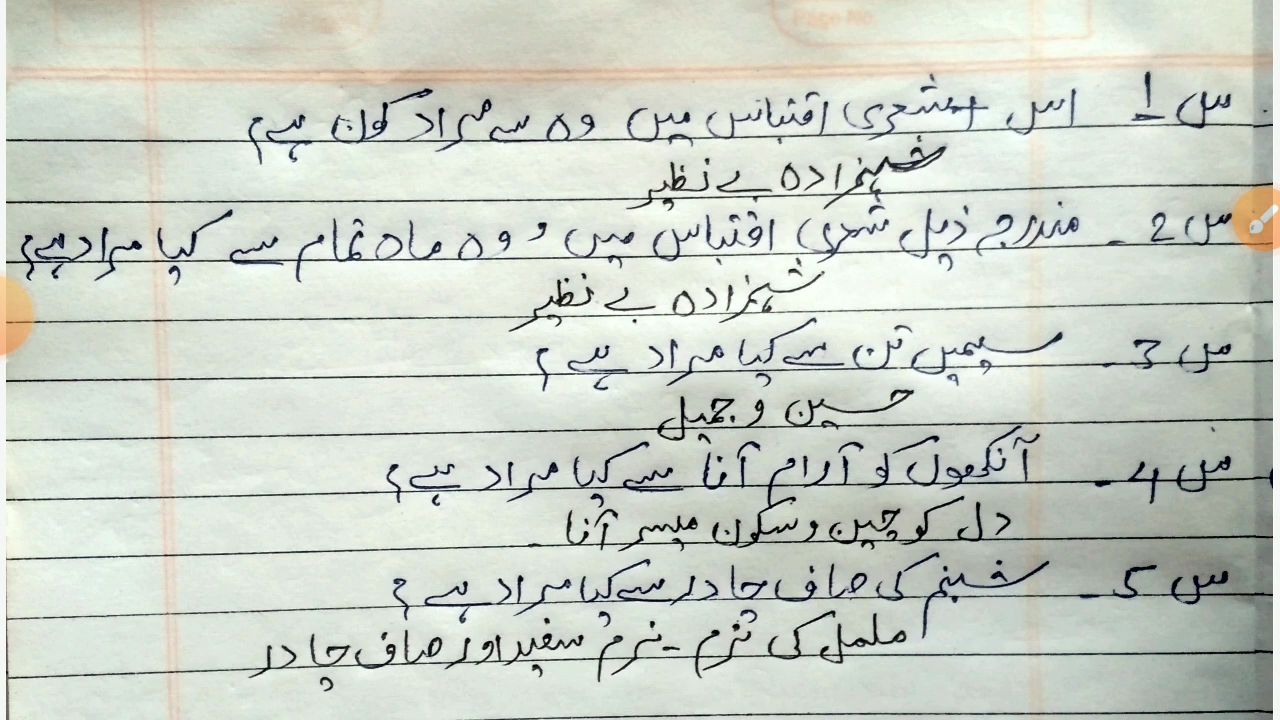 Page No.
س 1 اس شعری اقتباس میں وہ سے مراد کون ہے؟
شہزادہ بے نظیر
س 2۔ مندرجہ ذیل شعری اقتباس میں ' وہ ماہ تمام سے کیا مراد ہے؟
شہزادہ بے نظیر
س 3۔ سیمیں تن سے کیا مراد ہے؟
حسین و جمیل
س 4۔ آنکھوں کو آرام آنا سے کیا مراد ہے؟
دل کو چین و سکون میسر آنا۔
س 5۔ شبنم کی صاف چادر سے کیا مراد ہے؟
ململ کی نرم - نرم سفید اور صاف چادر